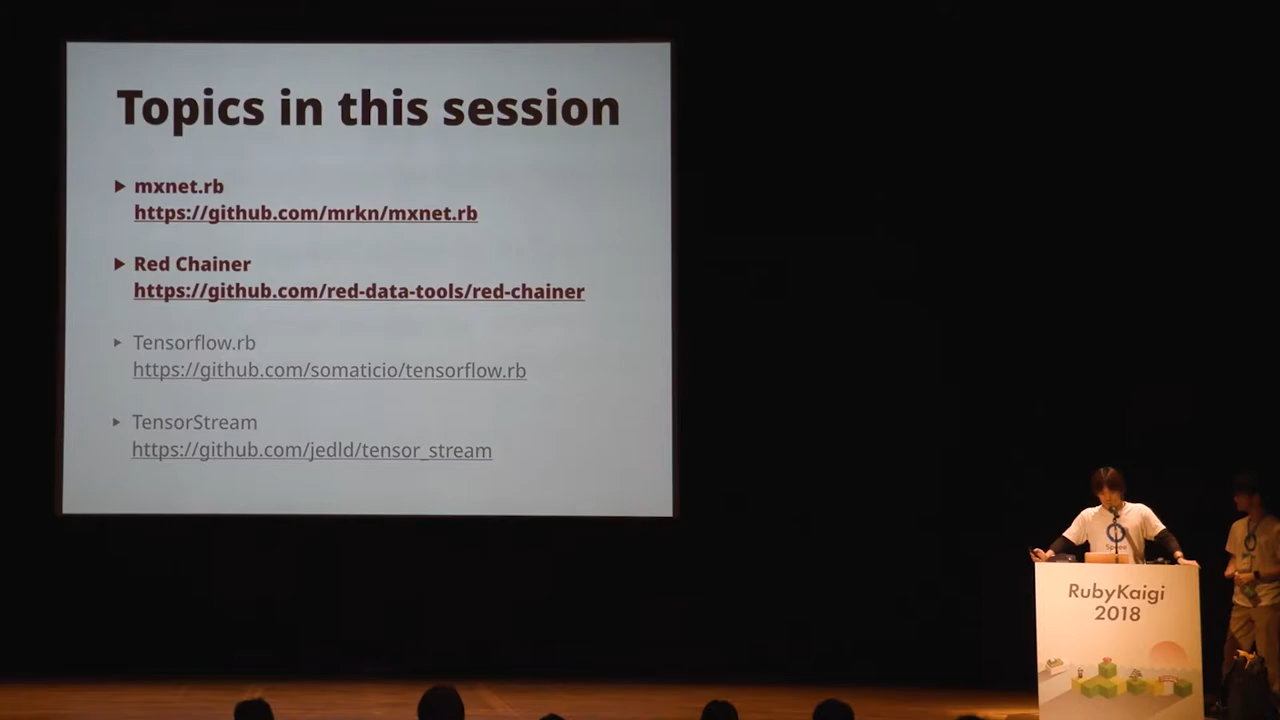 Topics in this session
mxnet.rb
https://github.com/mrkn/mxnet.rb
Red Chainer
https://github.com/red-data-tools/red-chainer
Tensorflow.rb
https://github.com/somaticio/tensorflow.rb
TensorStream
https://github.com/jedld/tensor_stream
Speee
RubyKaigi
2018